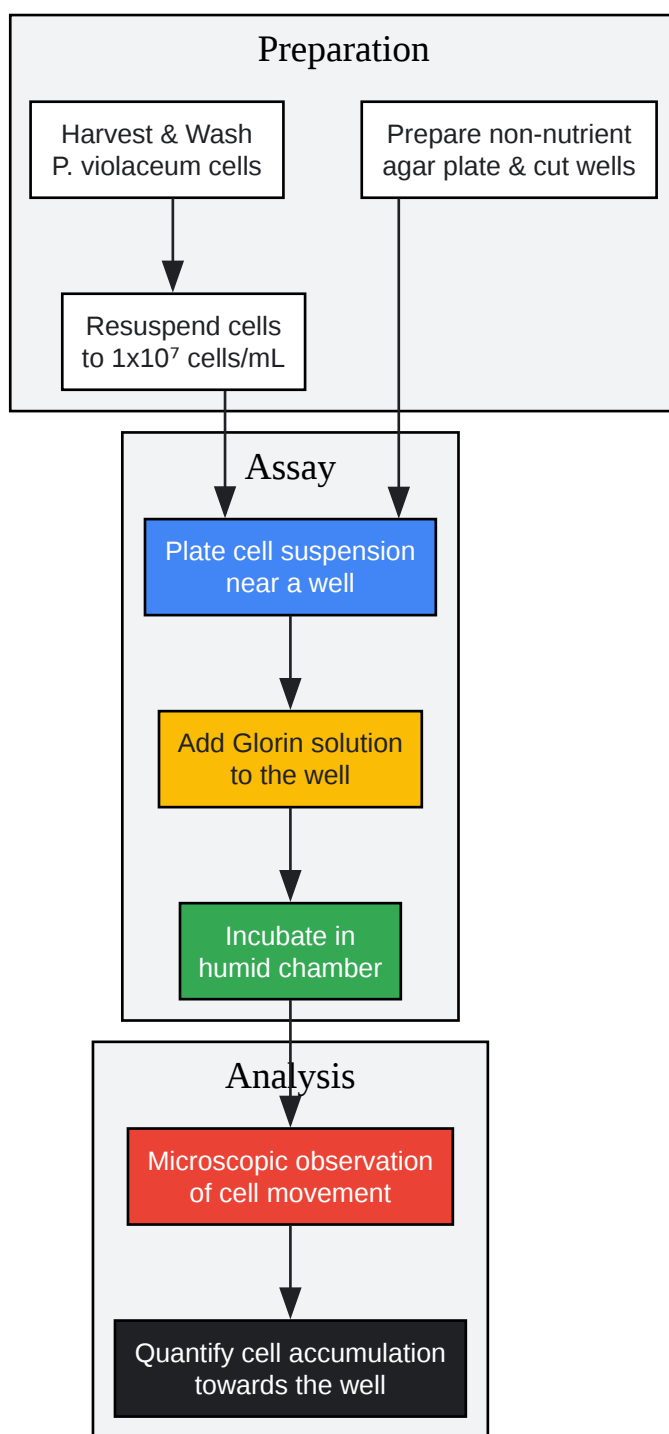 Preparation
Harvest & Wash
P. violaceum cells
Prepare non-nutrient
agar plate & cut wells
Resuspend cells
to 1x10⁷ cells/mL
Assay
Plate cell suspension
near a well
Add Glorin solution
to the well
Incubate in
humid chamber
Analysis
Microscopic observation
of cell movement
Quantify cell accumulation
towards the well